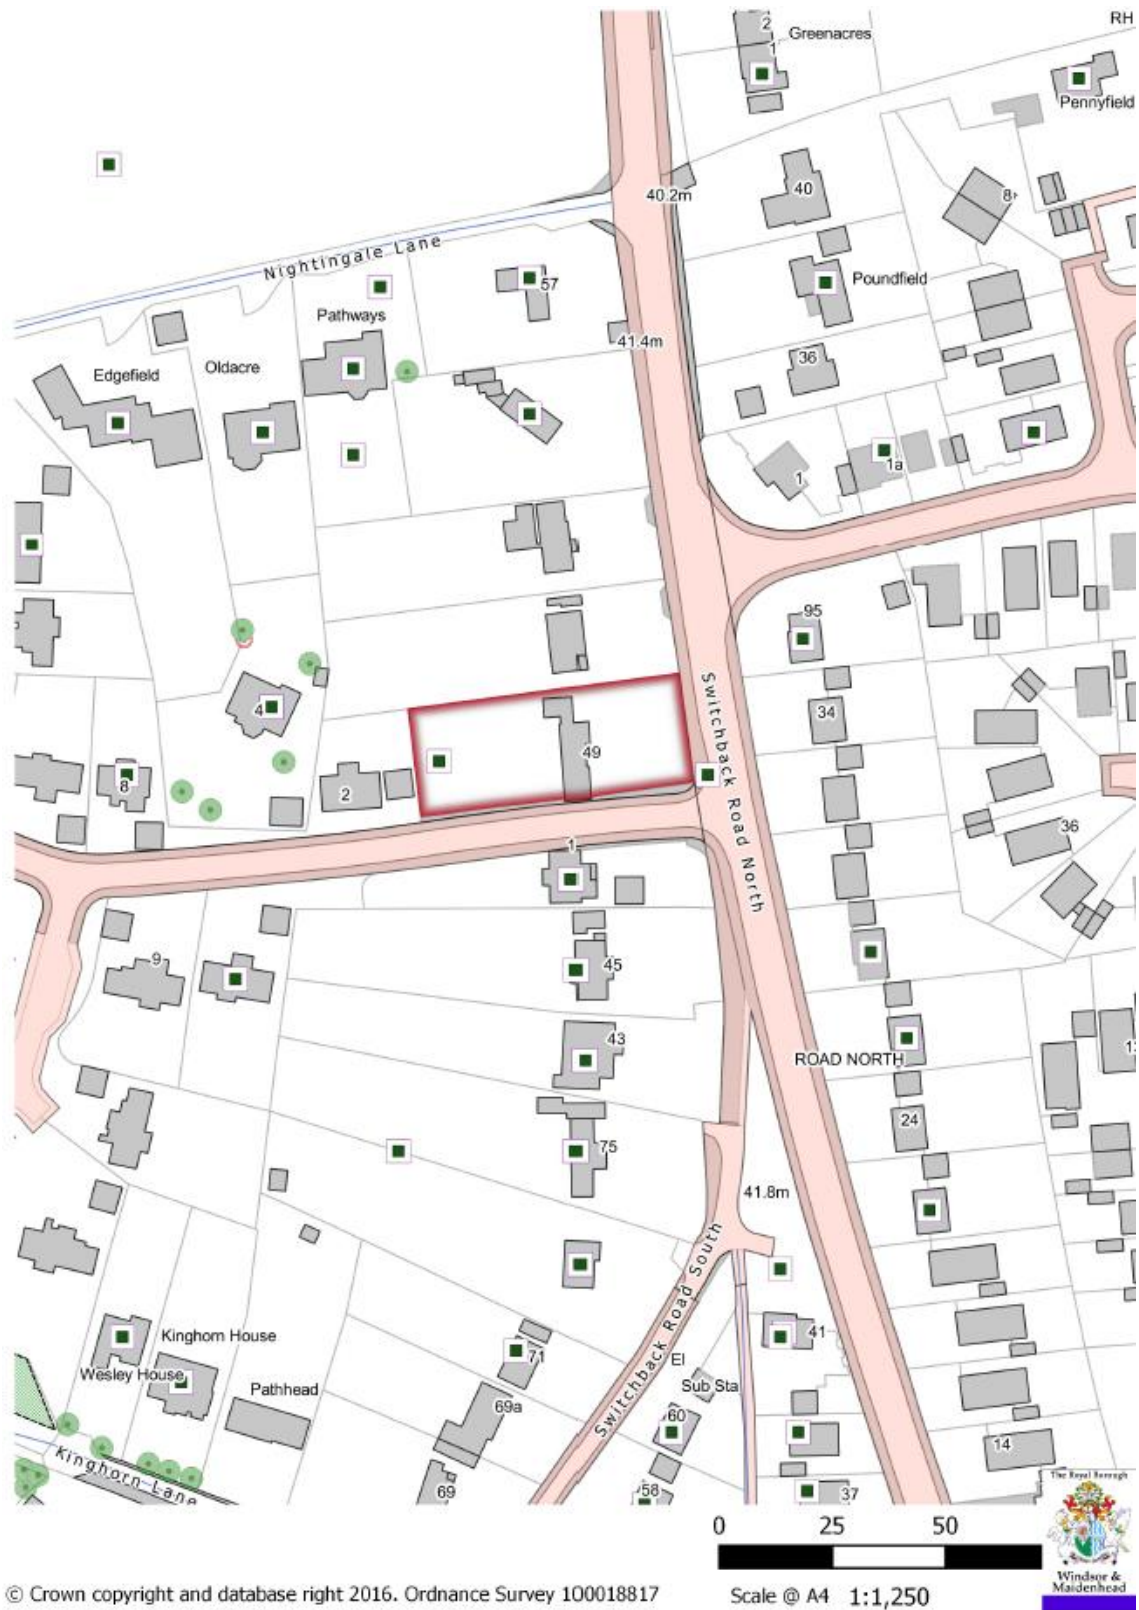 RH
2
Greenacres
1
Pennyfield
40
40.2m
8
Nightingale Lane
57
Poundfield
Pathways
41.4m
36
Edgefield
Oldacre
1a
1
95
Switchback Road North
4
34
49
8
2
36
1
9
45
43
ROAD NORTH
13
24
75
41.8m
Switchback Road South
Kinghorn House
41
71
El
Sub Sta
Wesley House
Pathhead
69a
60
14
Kinghorn Lane
69
58
37
The Royal Borough
0 25 50
Windsor &
Maidenhead
© Crown copyright and database right 2016. Ordnance Survey 100018817
Scale @ A4 1:1,250